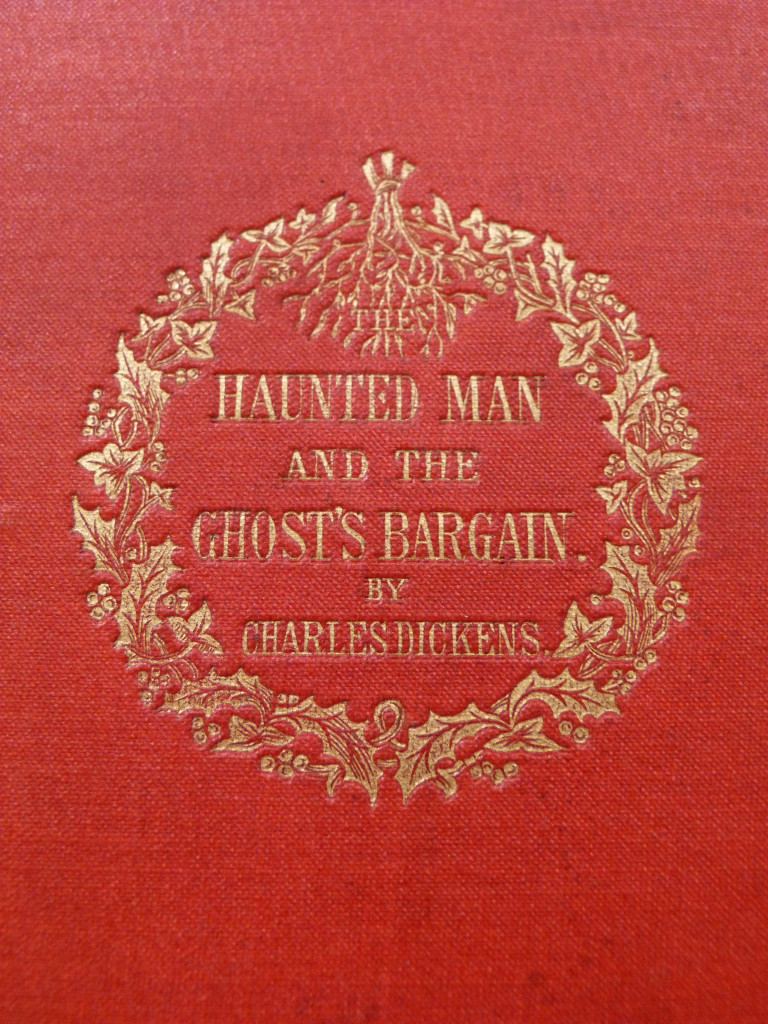 THE
HAUNTED MAN
AND THE
GHOST'S BARGAIN.
BY
CHARLES DICKENS.